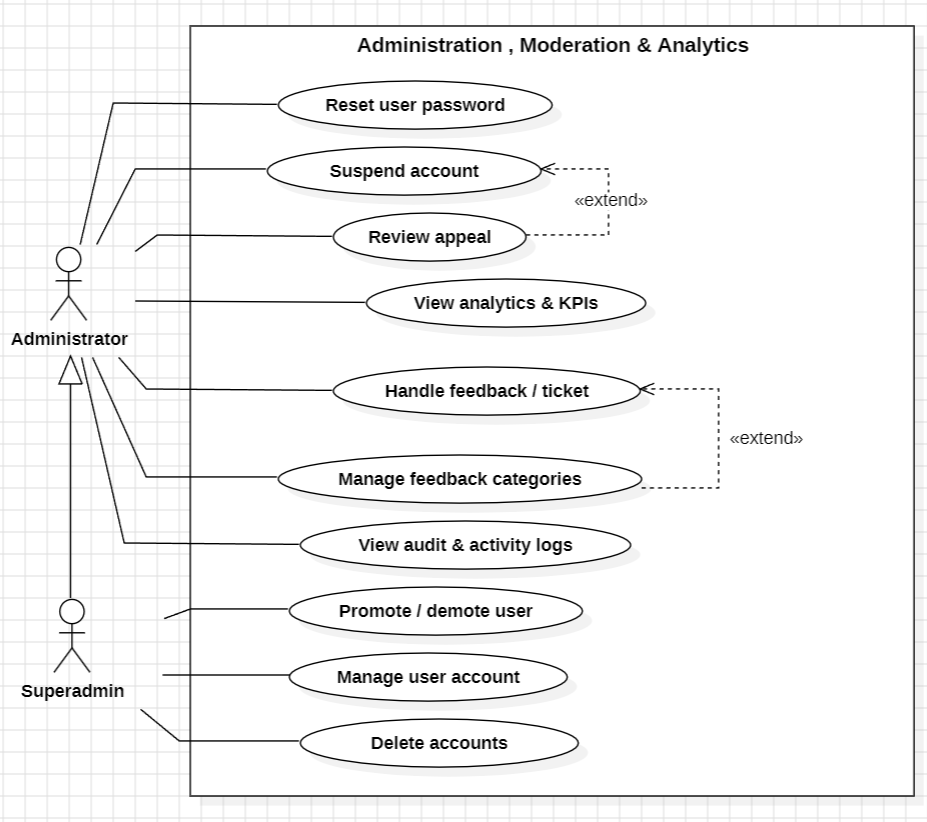 Administration , Moderation & Analytics
Reset user password
Suspend account
«extend»
Review appeal
View analytics & KPIs
Administrator
Handle feedback / ticket
«extend»
Manage feedback categories
View audit & activity logs
Promote / demote user
Manage user account
Superadmin
Delete accounts